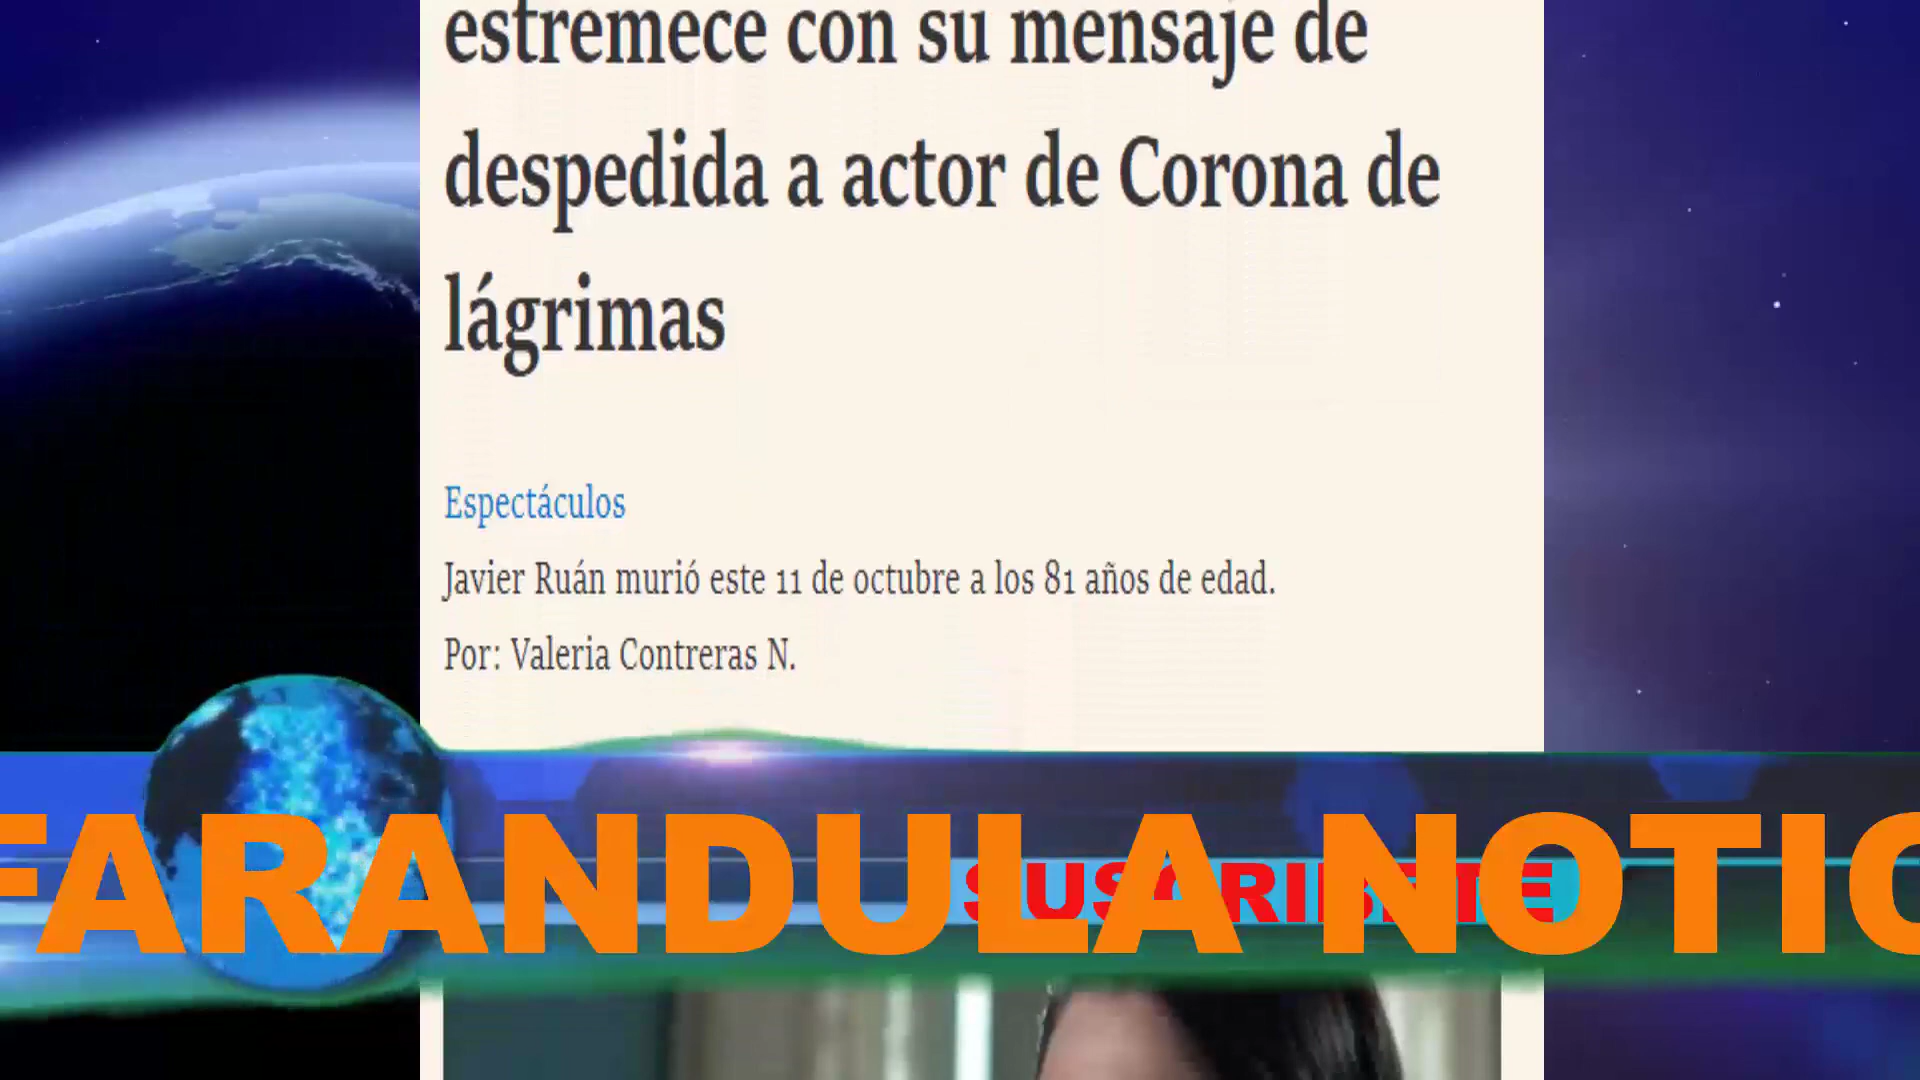 estremece con su mensaje de
despedida a actor de Corona de
lágrimas
Espectáculos
Javier Ruán murió este 11 de octubre a los 81 años de edad.
Por: Valeria Contreras N.
FARANDULA NOTIC
SUSCRIBETE